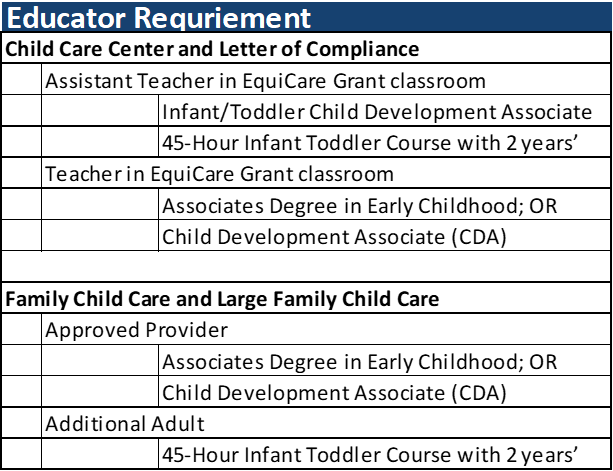 Educator Requriement
Child Care Center and Letter of Compliance
Assistant Teacher in EquiCare Grant classroom
Infant/Toddler Child Development Associate
45-Hour Infant Toddler Course with 2 years’
Teacher in EquiCare Grant classroom
Associates Degree in Early Childhood; OR
Child Development Associate (CDA)
Family Child Care and Large Family Child Care
Approved Provider
Associates Degree in Early Childhood; OR
Child Development Associate (CDA)
Additional Adult
45-Hour Infant Toddler Course with 2 years’